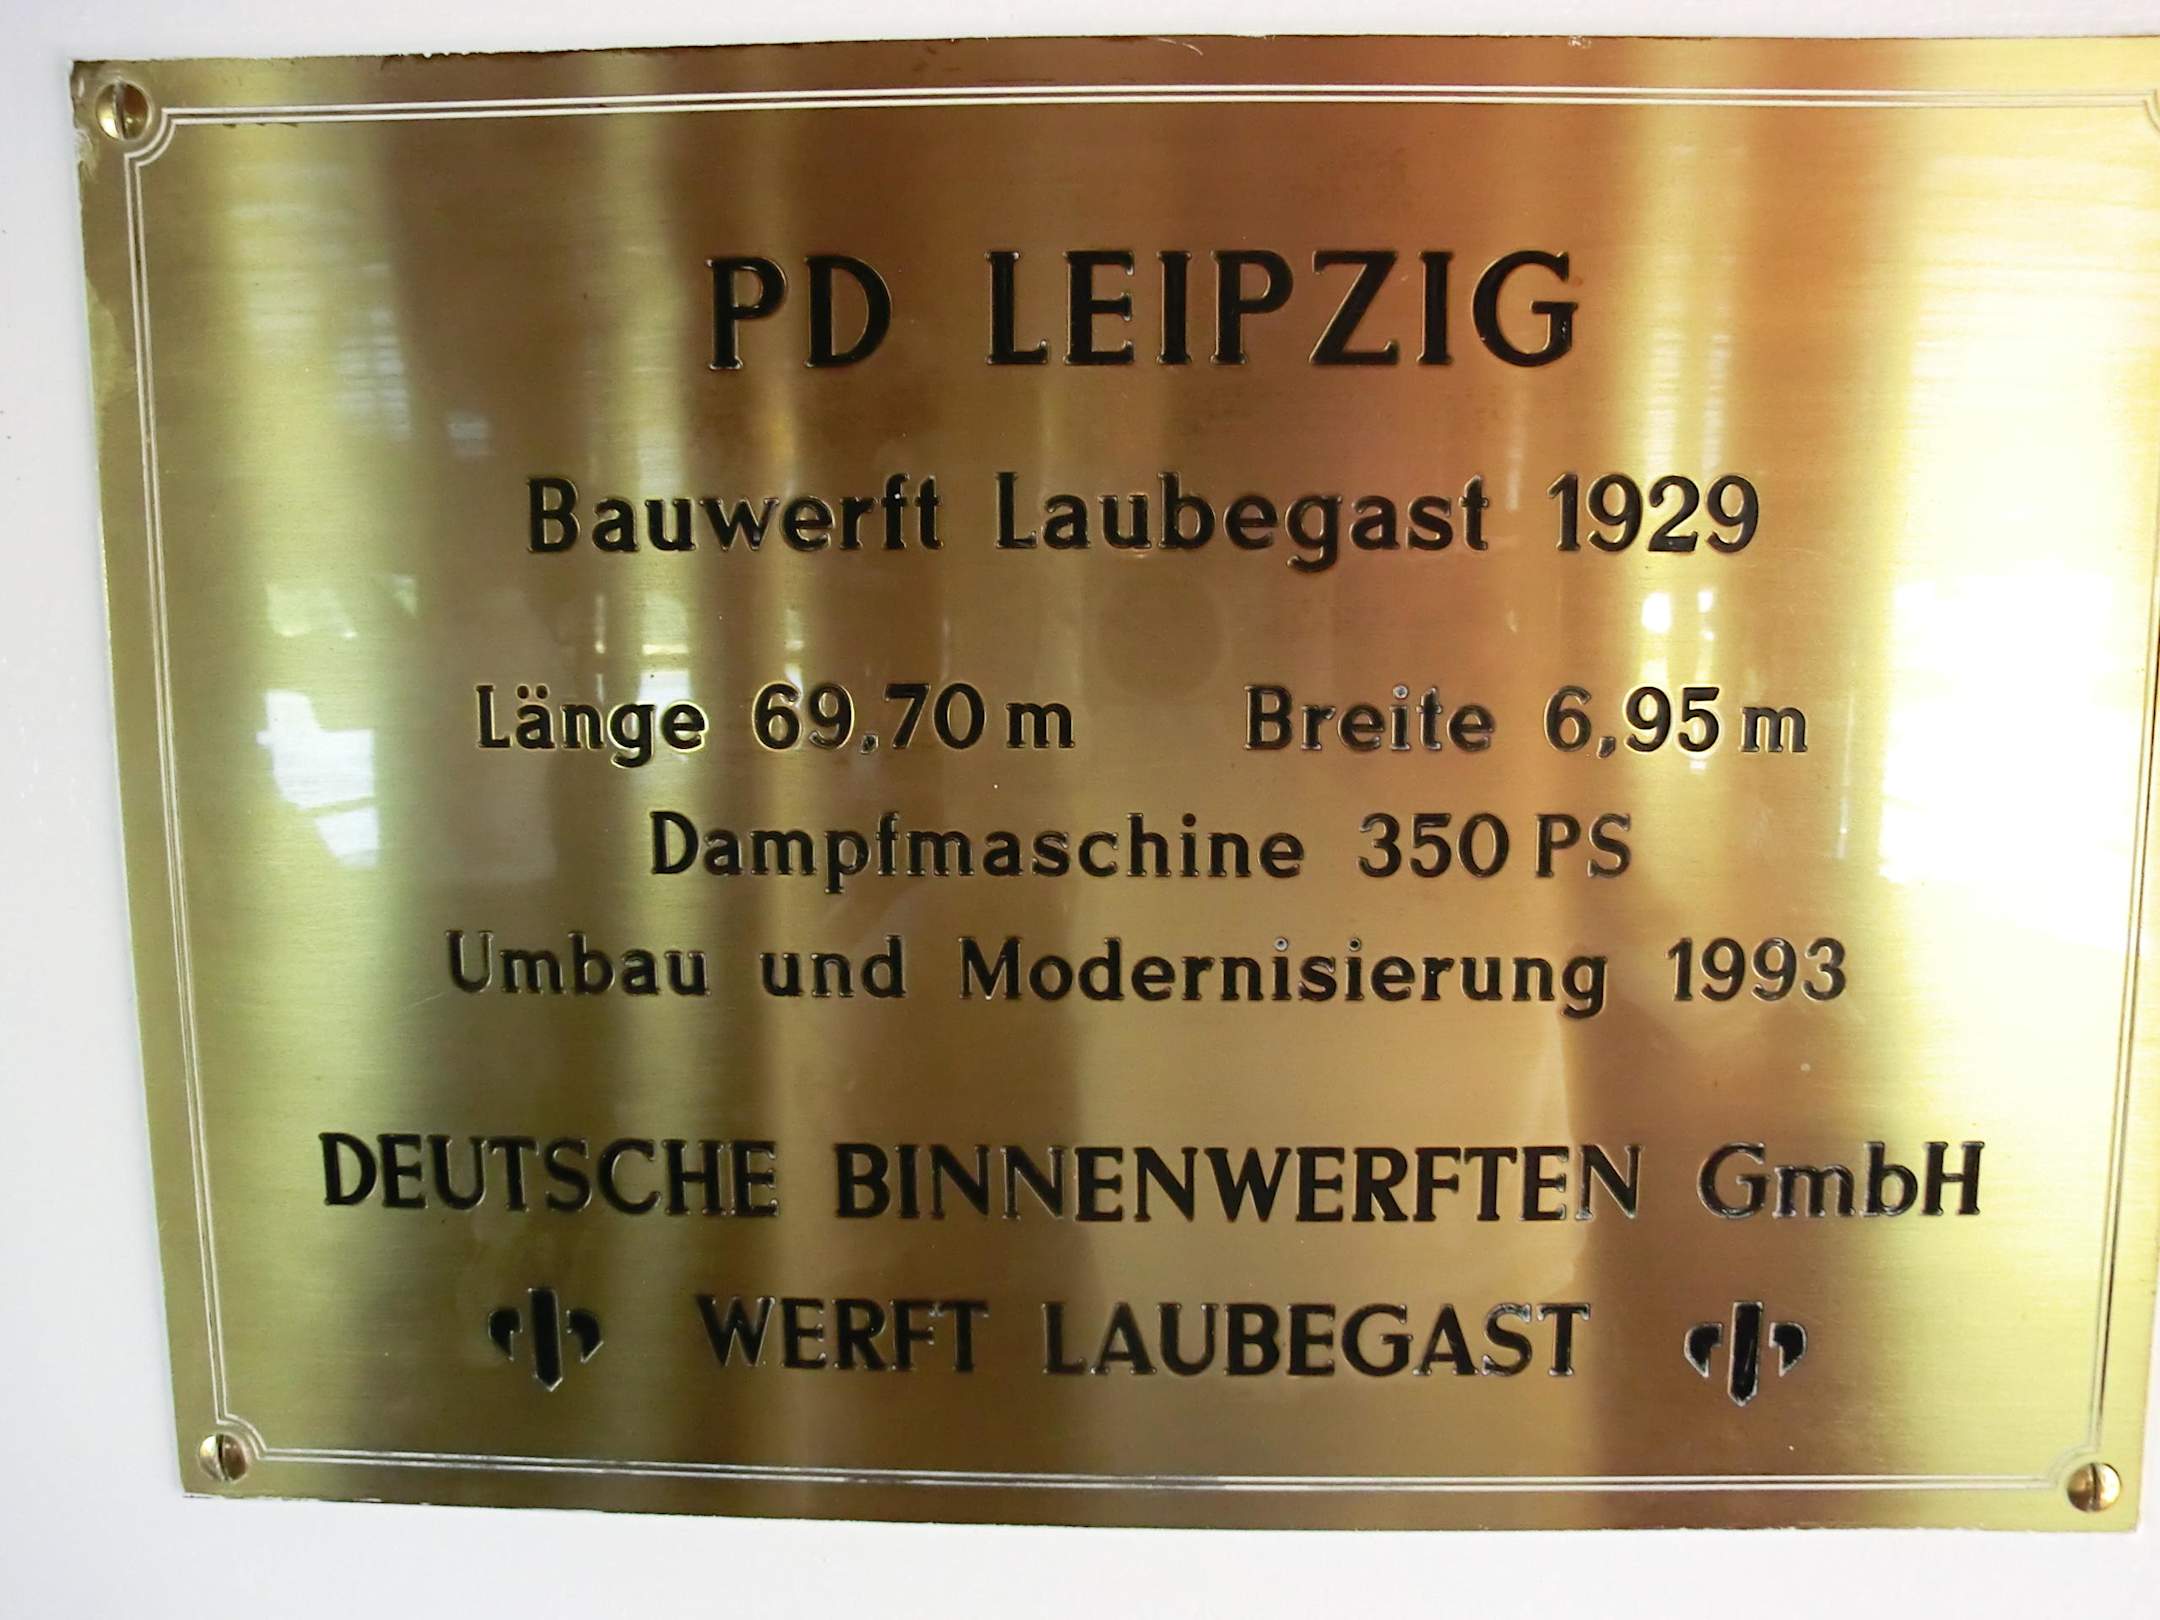 PD LEIPZIG
Bauwerft Laubegast 1929
Länge 69,70 m Breite 6,95 m
Dampfmaschine 350 PS
Umbau und Modernisierung 1993
DEUTSCHE BINNENWERFTEN GmbH
WERFT LAUBEGAST